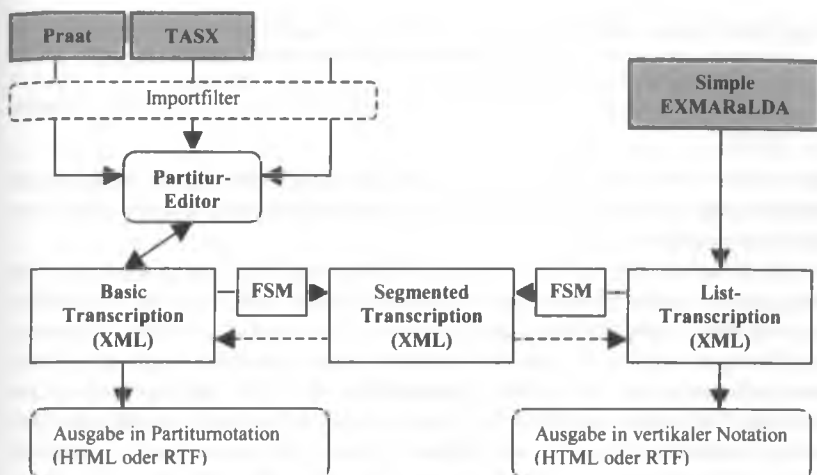 Praat
TASX
Importfilter
Simple
EXMARaLDA
Partitur-
Editor
Basic
Transcription
(XML)
FSM
Segmented
Transcription
(XML)
FSM
List-
Transcription
(XML)
Ausgabe in Partiturnotation
(HTML oder RTF)
Ausgabe in vertikaler Notation
(HTML oder RTF)